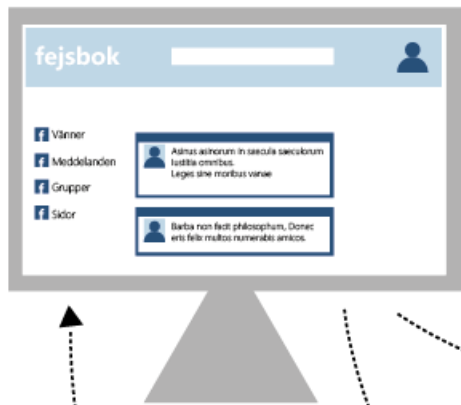 fejsbok
Vänner
Meddelanden
Grupper
Sidor
Asinus asinorum in saecula saeculorum
iustitia omnibus.
Leges sine moribus vanae
Barba non facit philosophum, Donec
eris felix multos numerabis amicos.